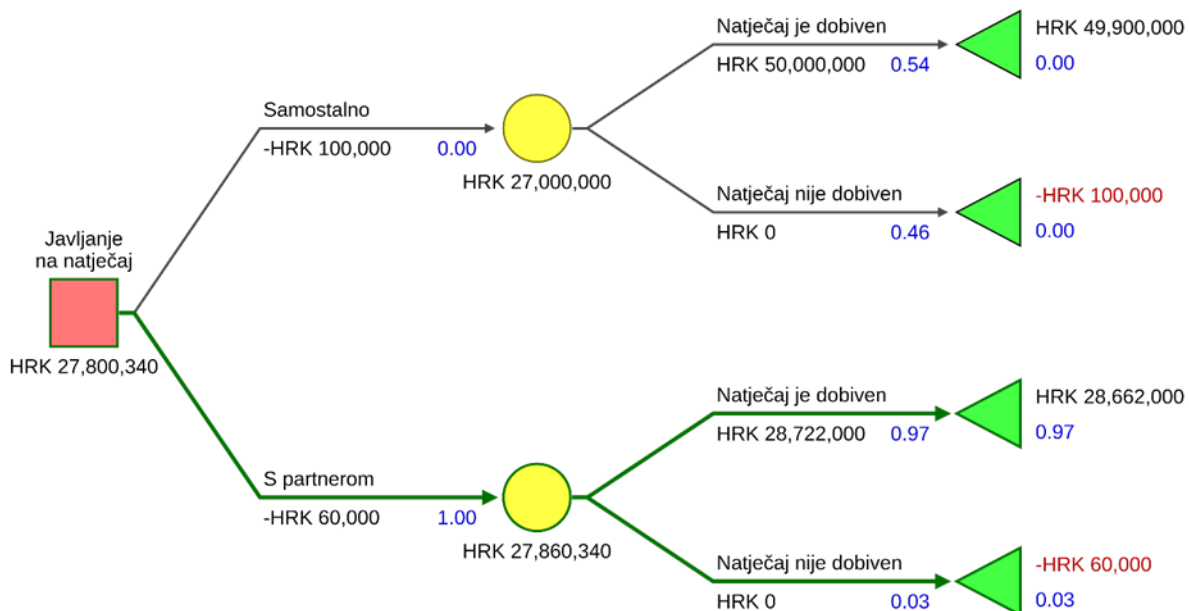 Natječaj je dobiven
HRK 50,000,000 0.54
HRK 49,900,000
0.00
Samostalno
-HRK 100,000 0.00
HRK 27,000,000
Natječaj nije dobiven
HRK 0 0.46
-HRK 100,000
0.00
Javljanje
na natječaj
HRK 27,800,340
Natječaj je dobiven
HRK 28,722,000 0.97
HRK 28,662,000
0.97
S partnerom
-HRK 60,000 1.00
HRK 27,860,340
Natječaj nije dobiven
HRK 0 0.03
-HRK 60,000
0.03